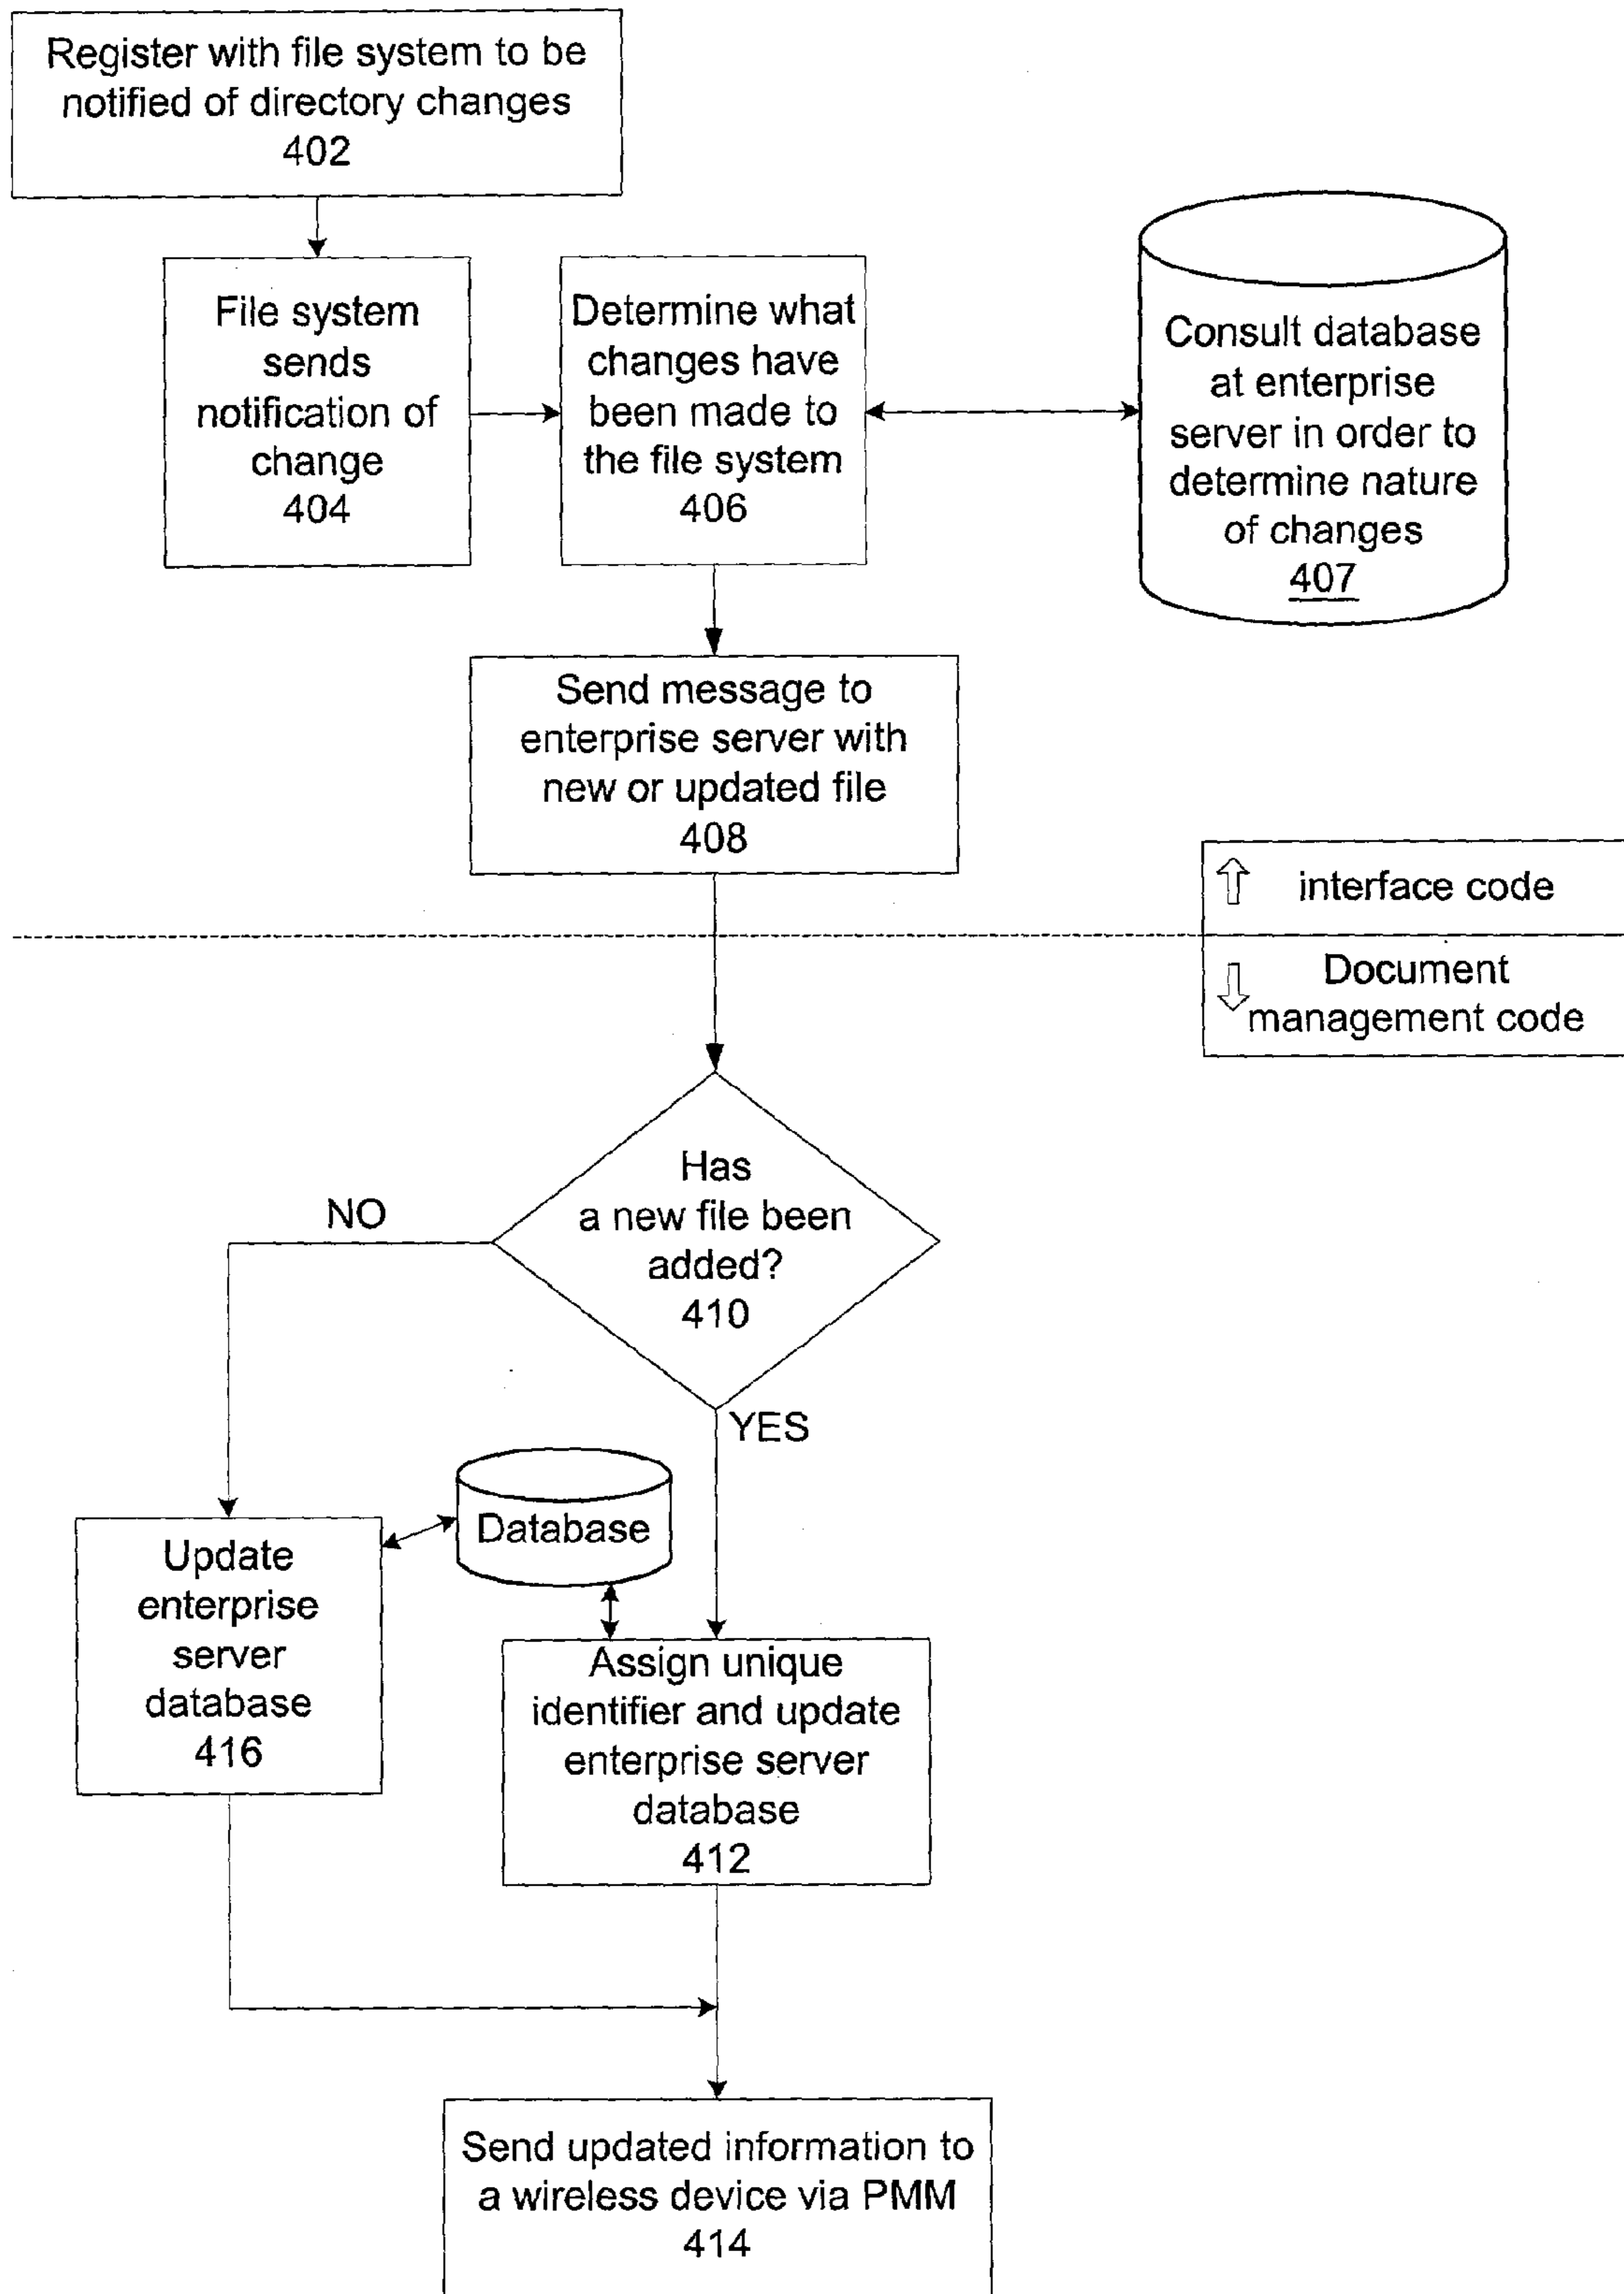 Register with file system to be
notified of directory changes
402
File system
sends
notification of
change
404
Determine what
changes have
been made to
the file system
406
Consult database
at enterprise
server in order to
determine nature
of changes
407
Send message to
enterprise server with
new or updated file
408
interface code
Document
management code
Has
a new file been
added?
410
NO
YES
Database
Update
enterprise
server
database
416
Assign unique
identifier and update
enterprise server
database
412
Send updated information to
a wireless device via PMM
414